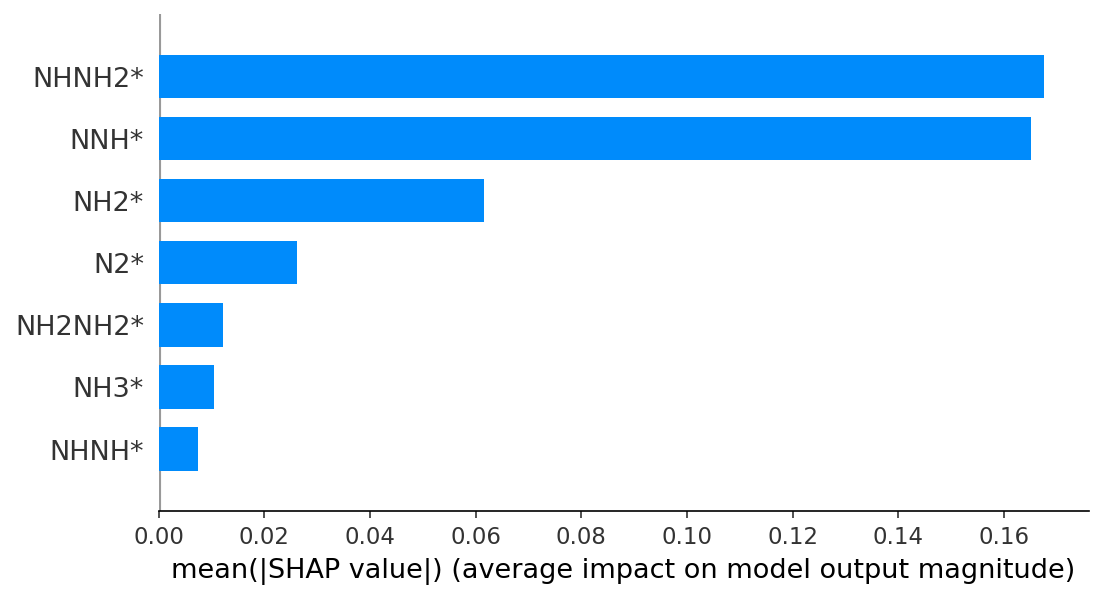 NHNH2*
NNH*
NH2*
N2*
NH2NH2*
NH3*
NHNH*
0.00 0.02 0.04 0.06 0.08 0.10 0.12 0.14 0.16
mean(|SHAP value|) (average impact on model output magnitude)